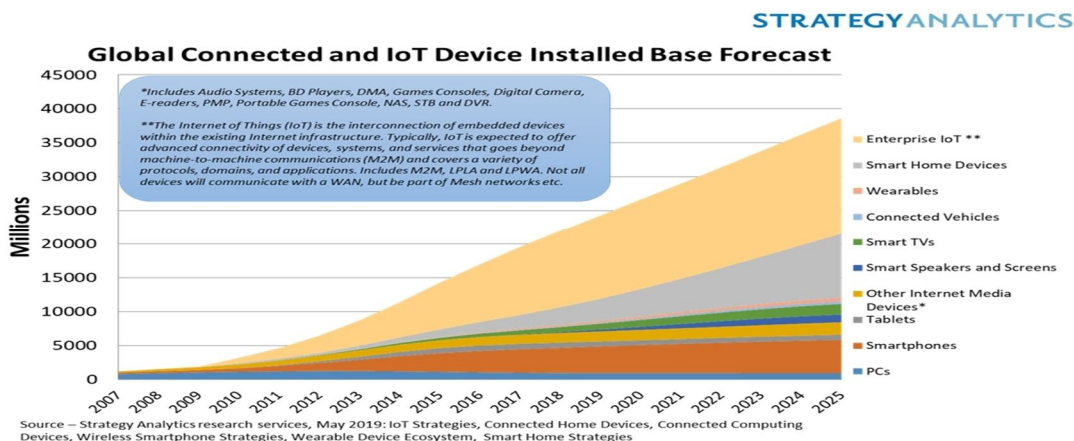 STRATEGYANALYTICS
Global Connected and IoT Device Installed Base Forecast
45000
40000
35000
30000
25000
20000
15000
10000
5000
0
Millions
*Includes Audio Systems, BD Players, DMA, Games Consoles, Digital Camera,
E-readers, PMP, Portable Games Console, NAS, STB and DVR.
**The Internet of Things (IoT) is the interconnection of embedded devices
within the existing Internet infrastructure. Typically, IoT is expected to offer
advanced connectivity of devices, systems, and services that goes beyond
machine-to-machine communications (M2M) and covers a variety of
protocols, domains, and applications. Includes M2M, LPLA and LPWA. Not all
devices will communicate with a WAN, but be part of Mesh networks etc.
Enterprise IoT **
Smart Home Devices
Wearables
Connected Vehicles
Smart TVs
Smart Speakers and Screens
Other Internet Media
Devices*
Tablets
Smartphones
PCs
2007
2008
2009
2010
2011
2012
2013
2014
2015
2016
2017
2018
2019
2020
2021
2022
2023
2024
2025
Source – Strategy Analytics research services, May 2019: IoT Strategies, Connected Home Devices, Connected Computing
Devices, Wireless Smartphone Strategies, Wearable Device Ecosystem, Smart Home Strategies